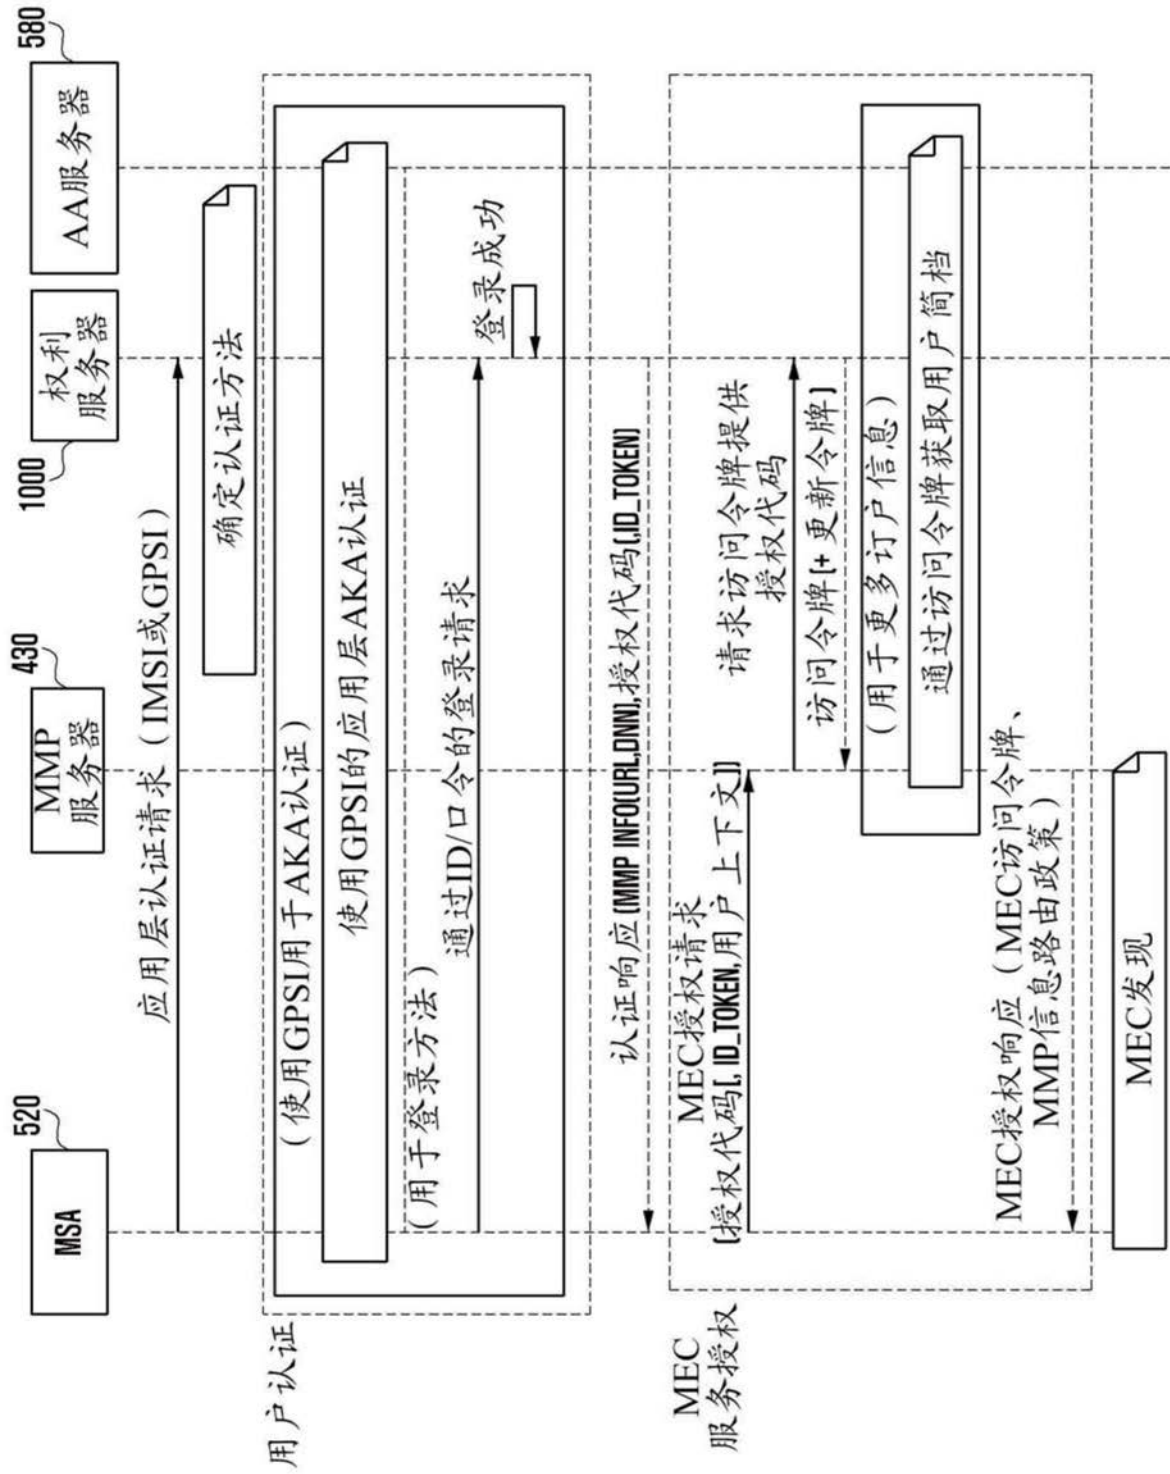 MSA
520
MMP
服务器
430
权利
服务器
1000
AA服务器
580
应用层认证请求（IMSI或GPSI）
确定认证方法
用户认证
（使用GPSI用于AKA认证）
使用GPSI的应用层AKA认证
（用于登录方法）
通过ID/口令的登录请求
登录成功
认证响应(MMP INFO(URL,DNN),授权代码(,ID_TOKEN)
MEC
服务授权
MEC授权请求
(授权代码(, ID_TOKEN,用户上下文))
请求访问令牌提供
授权代码
访问令牌(+更新令牌)
（用于更多订户信息）
通过访问令牌获取用户简档
MEC授权响应（MEC访问令牌、
MMP信息路由政策）
MEC发现